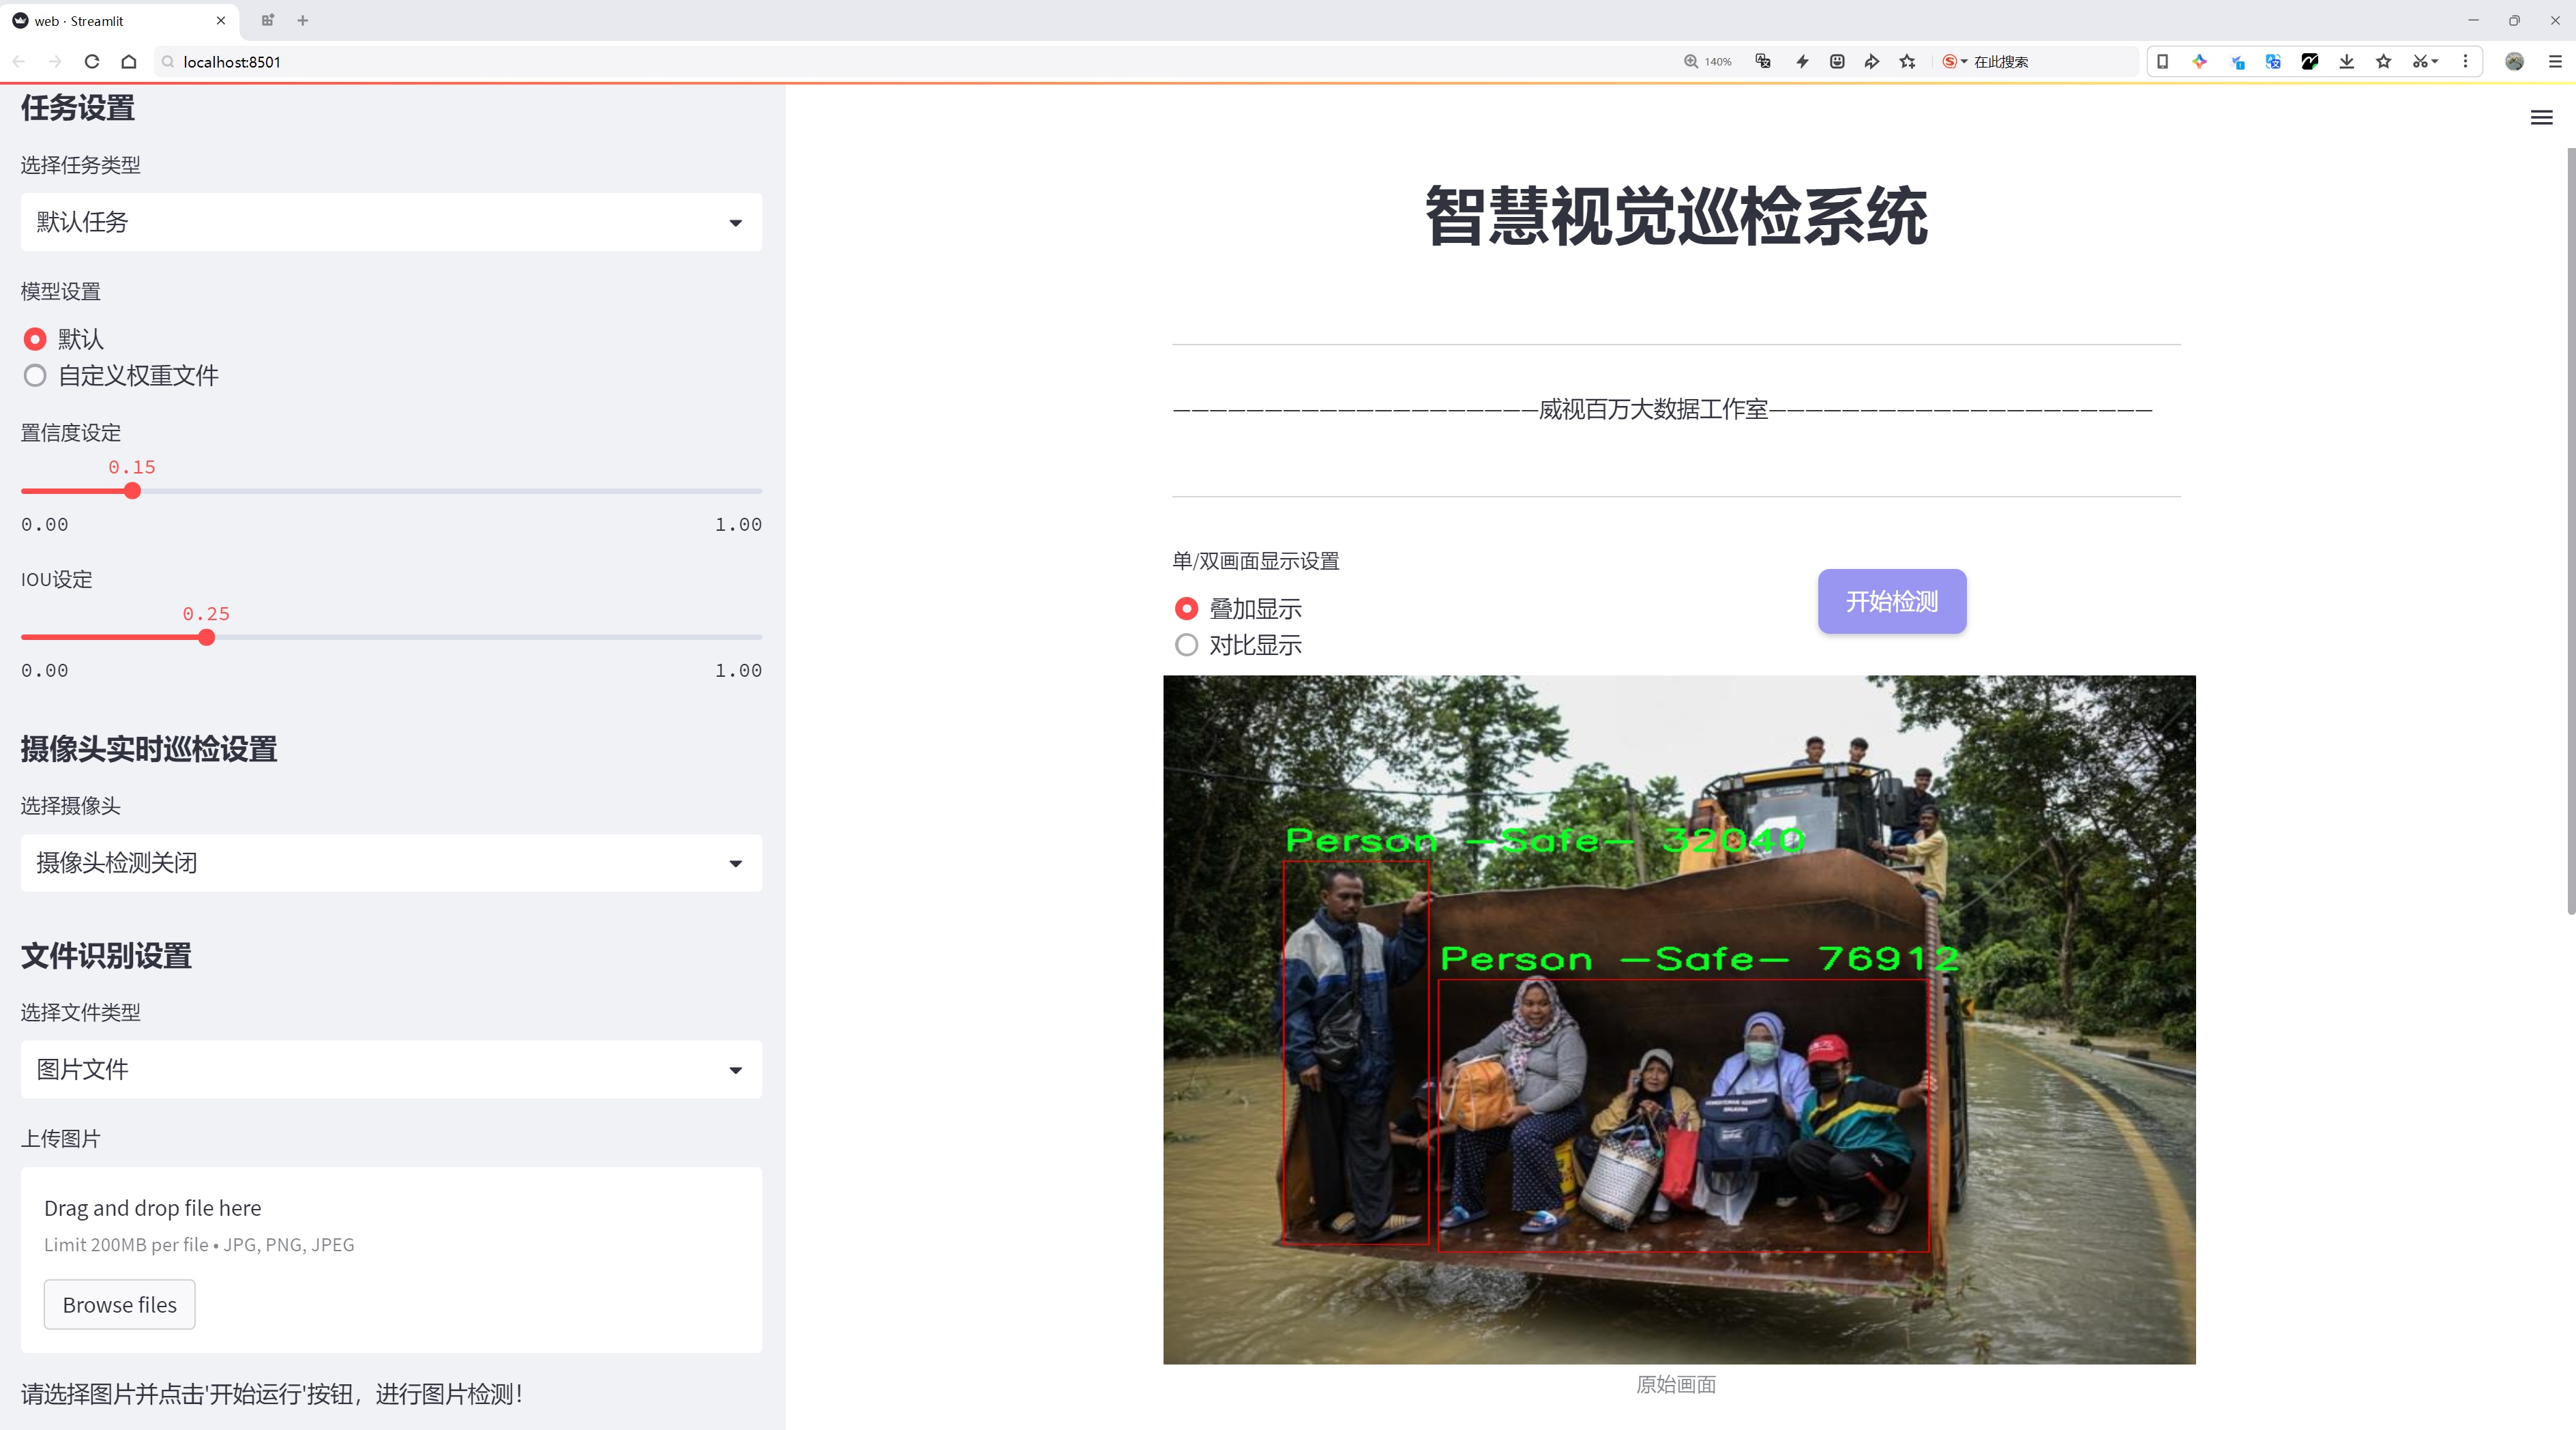 web · Streamlit
localhost:8501
140%
在此搜索
任务设置
选择任务类型
默认任务
模型设置
默认
自定义权重文件
置信度设定
0.15
0.00 1.00
IOU设定
0.25
0.00 1.00
摄像头实时巡检设置
选择摄像头
摄像头检测关闭
文件识别设置
选择文件类型
图片文件
上传图片
Drag and drop file here
Limit 200MB per file • JPG, PNG, JPEG
Browse files
请选择图片并点击'开始运行'按钮，进行图片检测！
智慧视觉巡检系统
————————————————————威视百万大数据工作室—————————————————————
单/双画面显示设置
叠加显示
对比显示
开始检测
Person -Safe- 32040
Person -Safe- 76912
原始画面